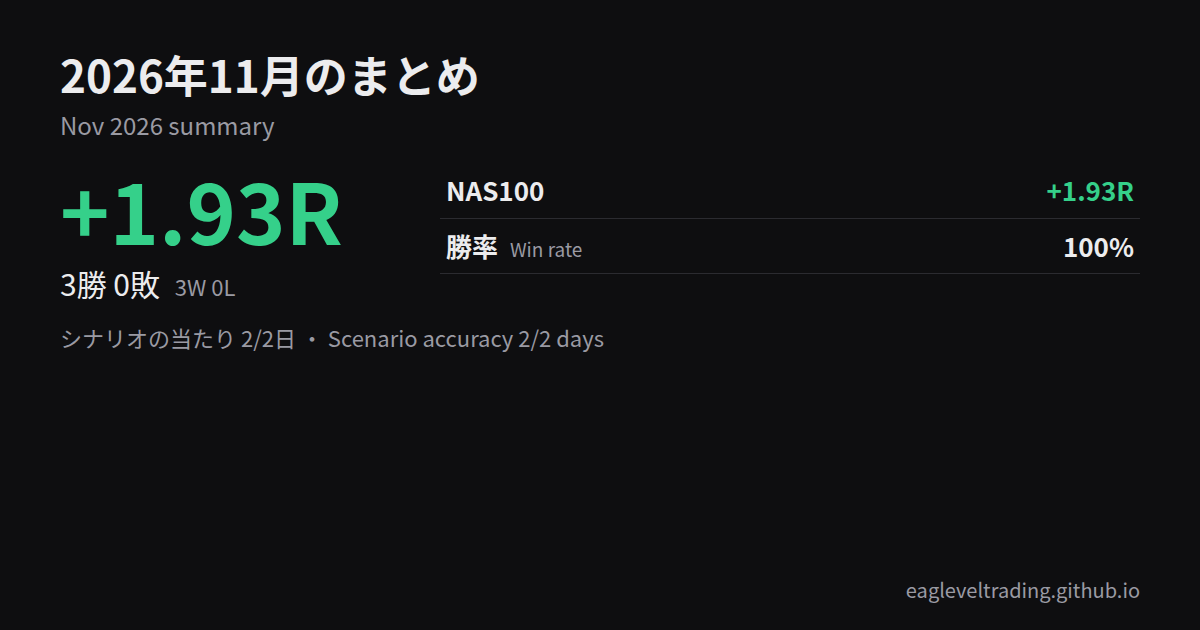 2026年11月のまとめ
Nov 2026 summary
+1.93R
3勝 0敗 3W 0L
シナリオの当たり 2/2日 ・ Scenario accuracy 2/2 days
NAS100 +1.93R
勝率 Win rate 100%
eagleveltrading.github.io